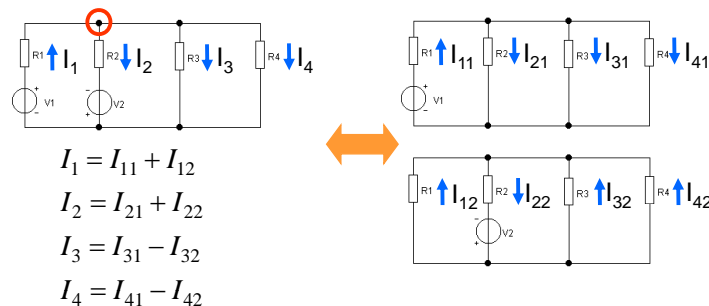 R1 I₁ R2 I₂ R3 I₃ R4 I₄
+ V1 −
− V2 +
I₁ = I₁₁ + I₁₂
I₂ = I₂₁ + I₂₂
I₃ = I₃₁ − I₃₂
I₄ = I₄₁ − I₄₂
R1 I₁₁ R2 I₂₁ R3 I₃₁ R4 I₄₁
+ V1 −
R1 I₁₂ R2 I₂₂ R3 I₃₂ R4 I₄₂
− V2 +